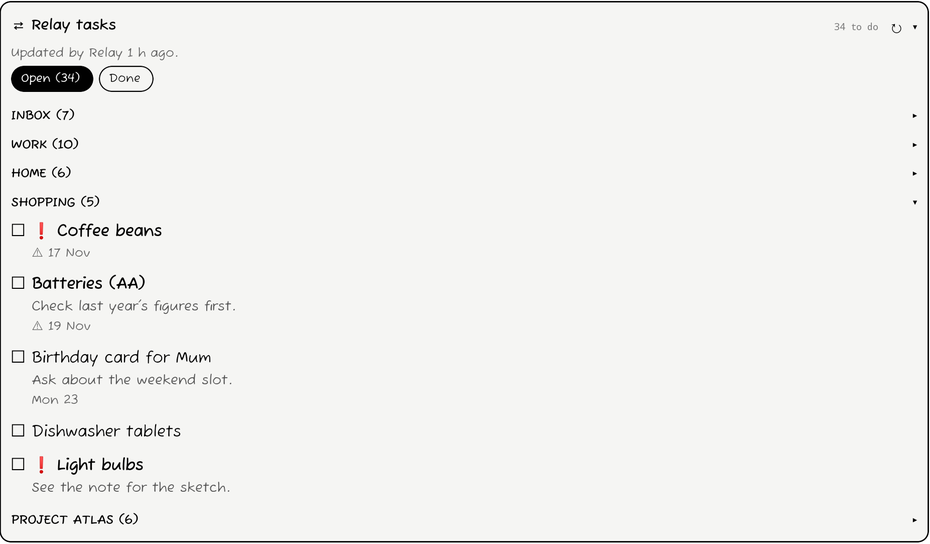 ⇄ Relay tasks
34 to do ↻ ▾
Updated by Relay 1 h ago.
Open (34) Done
INBOX (7) ▸
WORK (10) ▸
HOME (6) ▸
SHOPPING (5) ▾
☐ ❗ Coffee beans
⚠ 17 Nov
☐ Batteries (AA)
Check last year's figures first.
⚠ 19 Nov
☐ Birthday card for Mum
Ask about the weekend slot.
Mon 23
☐ Dishwasher tablets
☐ ❗ Light bulbs
See the note for the sketch.
PROJECT ATLAS (6) ▸